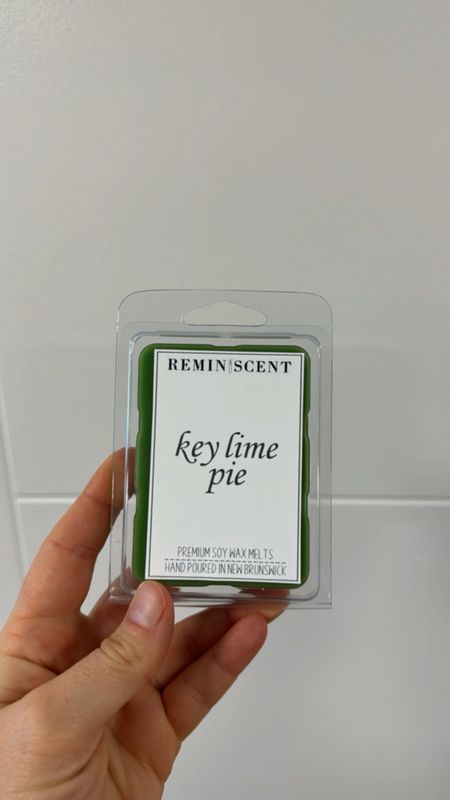 REMINISCENT
key lime
pie
PREMIUM SOY WAX MELTS
HAND POURED IN NEW BRUNSWICK